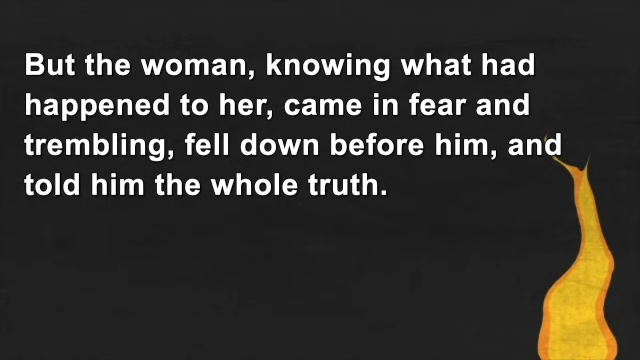 But the woman, knowing what had
happened to her, came in fear and
trembling, fell down before him, and
told him the whole truth.